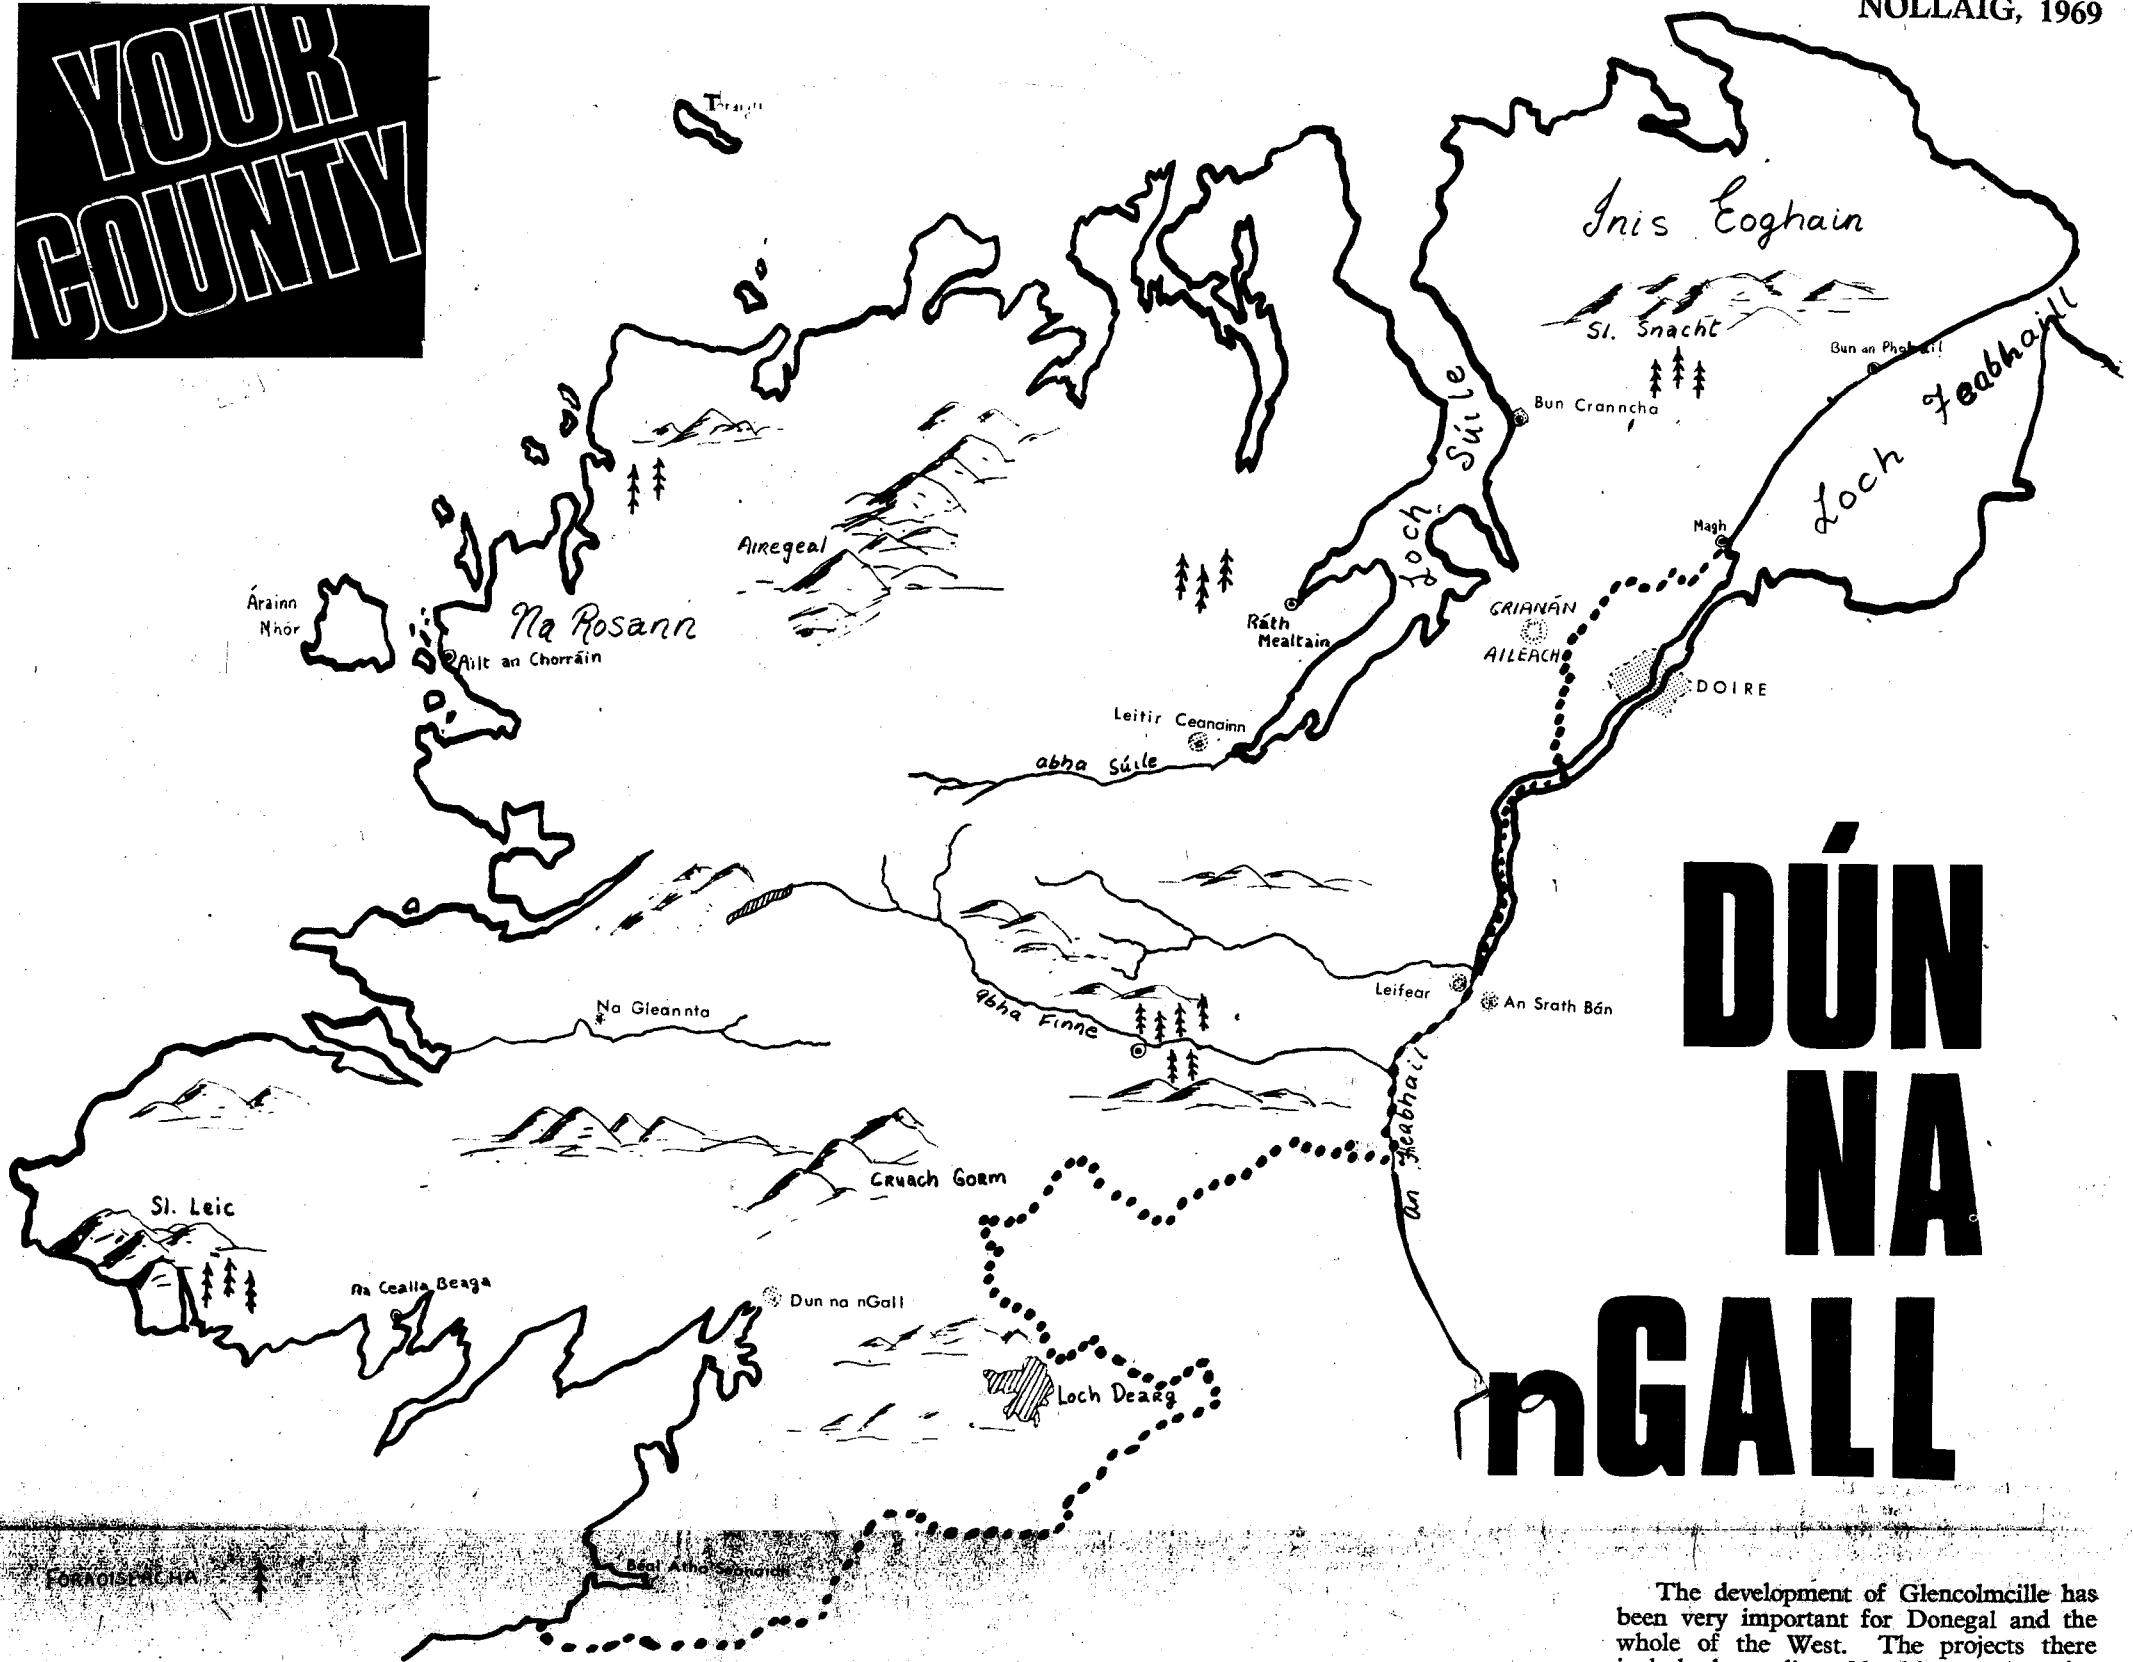 NOLLAIG, 1969
YOUR
COUNTY
Inis Eoghain
Sl. Snacht
Bun an Phobail
Loch Feabhaill
Bun Cranncha
Loch Súile
Magh
Airegeal
Árainn
Mhór
Na Rosann
Ailt an Chorráin
GRIANÁN
AILEACH
Ráth
Mealtain
DOIRE
Leitir Ceanainn
abha Súile
DÚN
NA
nGALL
Leifear
An Srath Bán
Na Gleannta
abha Finne
an Feabhail
Cruach Gorm
Sl. Leic
Na Cealla Beaga
Dun na nGall
Loch Dearg
FORAOISEACHA
Béal Átha Seanaidh
The development of Glencolmcille has
been very important for Donegal and the
whole of the West. The projects there